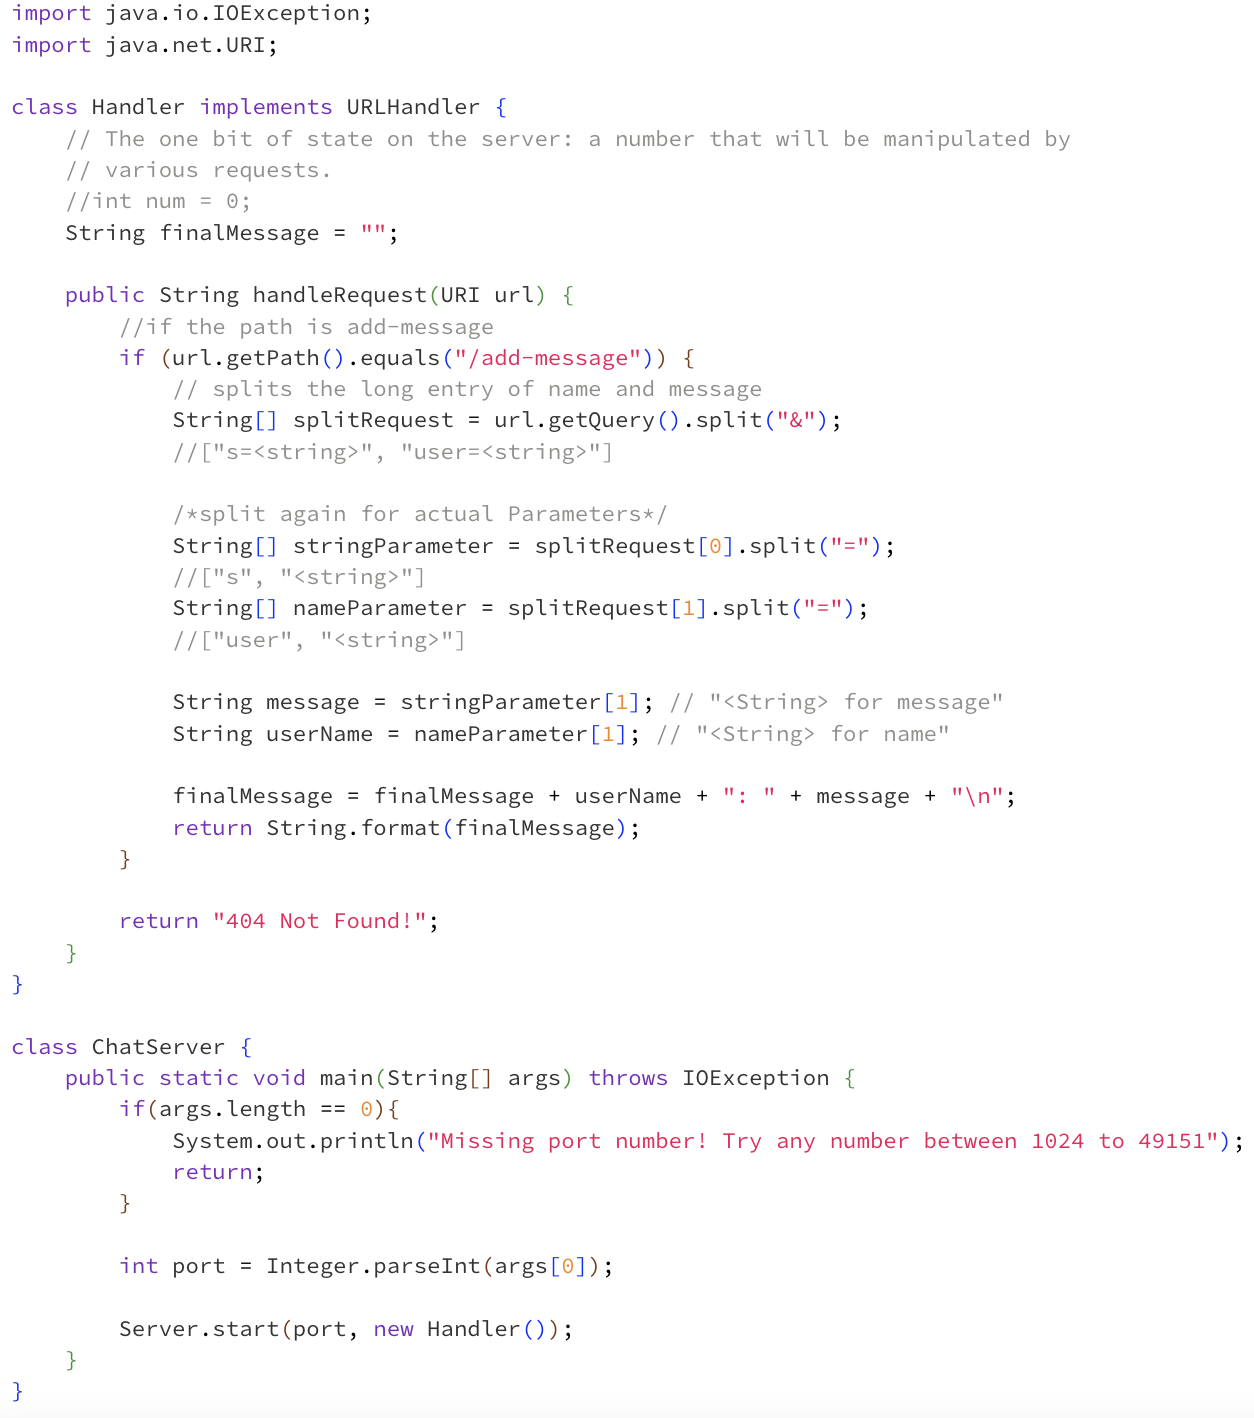 import java.io.IOException;
import java.net.URI;

class Handler implements URLHandler {
    // The one bit of state on the server: a number that will be manipulated by
    // various requests.
    //int num = 0;
    String finalMessage = "";

    public String handleRequest(URI url) {
        //if the path is add-message
        if (url.getPath().equals("/add-message")) {
            // splits the long entry of name and message
            String[] splitRequest = url.getQuery().split("&");
            //["s=<string>", "user=<string>"]

            /*split again for actual Parameters*/
            String[] stringParameter = splitRequest[0].split("=");
            //["s", "<string>"]
            String[] nameParameter = splitRequest[1].split("=");
            //["user", "<string>"]

            String message = stringParameter[1]; // "<String> for message"
            String userName = nameParameter[1]; // "<String> for name"

            finalMessage = finalMessage + userName + ": " + message + "\n";
            return String.format(finalMessage);
        }

        return "404 Not Found!";
    }
}

class ChatServer {
    public static void main(String[] args) throws IOException {
        if(args.length == 0){
            System.out.println("Missing port number! Try any number between 1024 to 49151");
            return;
        }

        int port = Integer.parseInt(args[0]);

        Server.start(port, new Handler());
    }
}